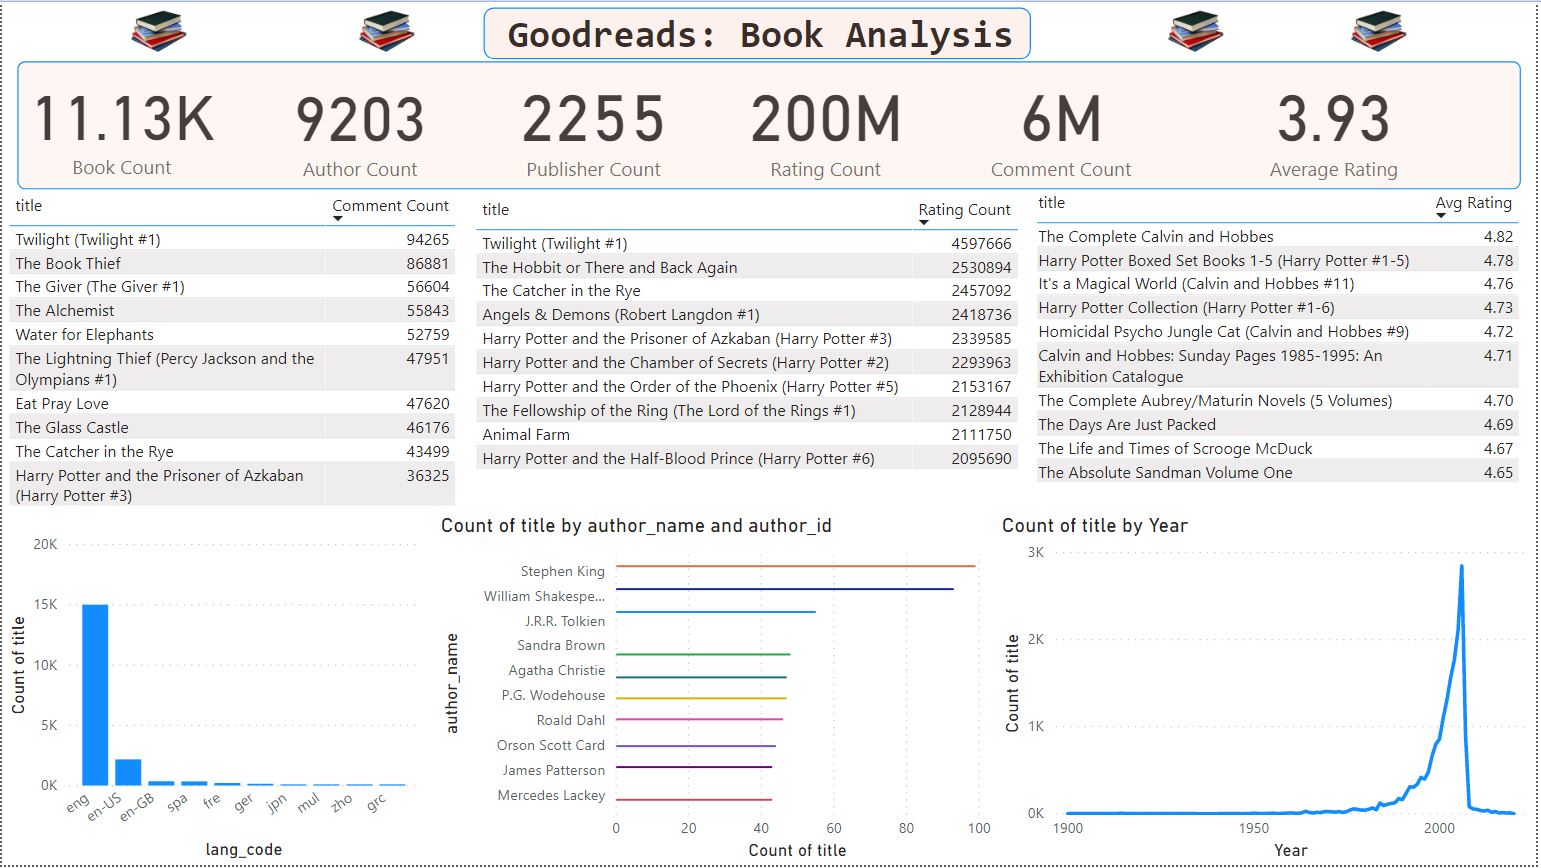 Goodreads: Book Analysis
11.13K
Book Count
9203
Author Count
2255
Publisher Count
200M
Rating Count
6M
Comment Count
3.93
Average Rating
title Comment Count
Twilight (Twilight #1) 94265
The Book Thief 86881
The Giver (The Giver #1) 56604
The Alchemist 55843
Water for Elephants 52759
The Lightning Thief (Percy Jackson and the 47951
Olympians #1)
Eat Pray Love 47620
The Glass Castle 46176
The Catcher in the Rye 43499
Harry Potter and the Prisoner of Azkaban 36325
(Harry Potter #3)
title Rating Count
Twilight (Twilight #1) 4597666
The Hobbit or There and Back Again 2530894
The Catcher in the Rye 2457092
Angels & Demons (Robert Langdon #1) 2418736
Harry Potter and the Prisoner of Azkaban (Harry Potter #3) 2339585
Harry Potter and the Chamber of Secrets (Harry Potter #2) 2293963
Harry Potter and the Order of the Phoenix (Harry Potter #5) 2153167
The Fellowship of the Ring (The Lord of the Rings #1) 2128944
Animal Farm 2111750
Harry Potter and the Half-Blood Prince (Harry Potter #6) 2095690
title Avg Rating
The Complete Calvin and Hobbes 4.82
Harry Potter Boxed Set Books 1-5 (Harry Potter #1-5) 4.78
It's a Magical World (Calvin and Hobbes #11) 4.76
Harry Potter Collection (Harry Potter #1-6) 4.73
Homicidal Psycho Jungle Cat (Calvin and Hobbes #9) 4.72
Calvin and Hobbes: Sunday Pages 1985-1995: An 4.71
Exhibition Catalogue
The Complete Aubrey/Maturin Novels (5 Volumes) 4.70
The Days Are Just Packed 4.69
The Life and Times of Scrooge McDuck 4.67
The Absolute Sandman Volume One 4.65
Count of title
20K
15K
10K
5K
0K
eng en-US en-GB spa fre ger jpn mul zho grc
lang_code
Count of title by author_name and author_id
author_name
Stephen King
William Shakespe...
J.R.R. Tolkien
Sandra Brown
Agatha Christie
P.G. Wodehouse
Roald Dahl
Orson Scott Card
James Patterson
Mercedes Lackey
0 20 40 60 80 100
Count of title
Count of title by Year
Count of title
3K
2K
1K
0K
1900 1950 2000
Year